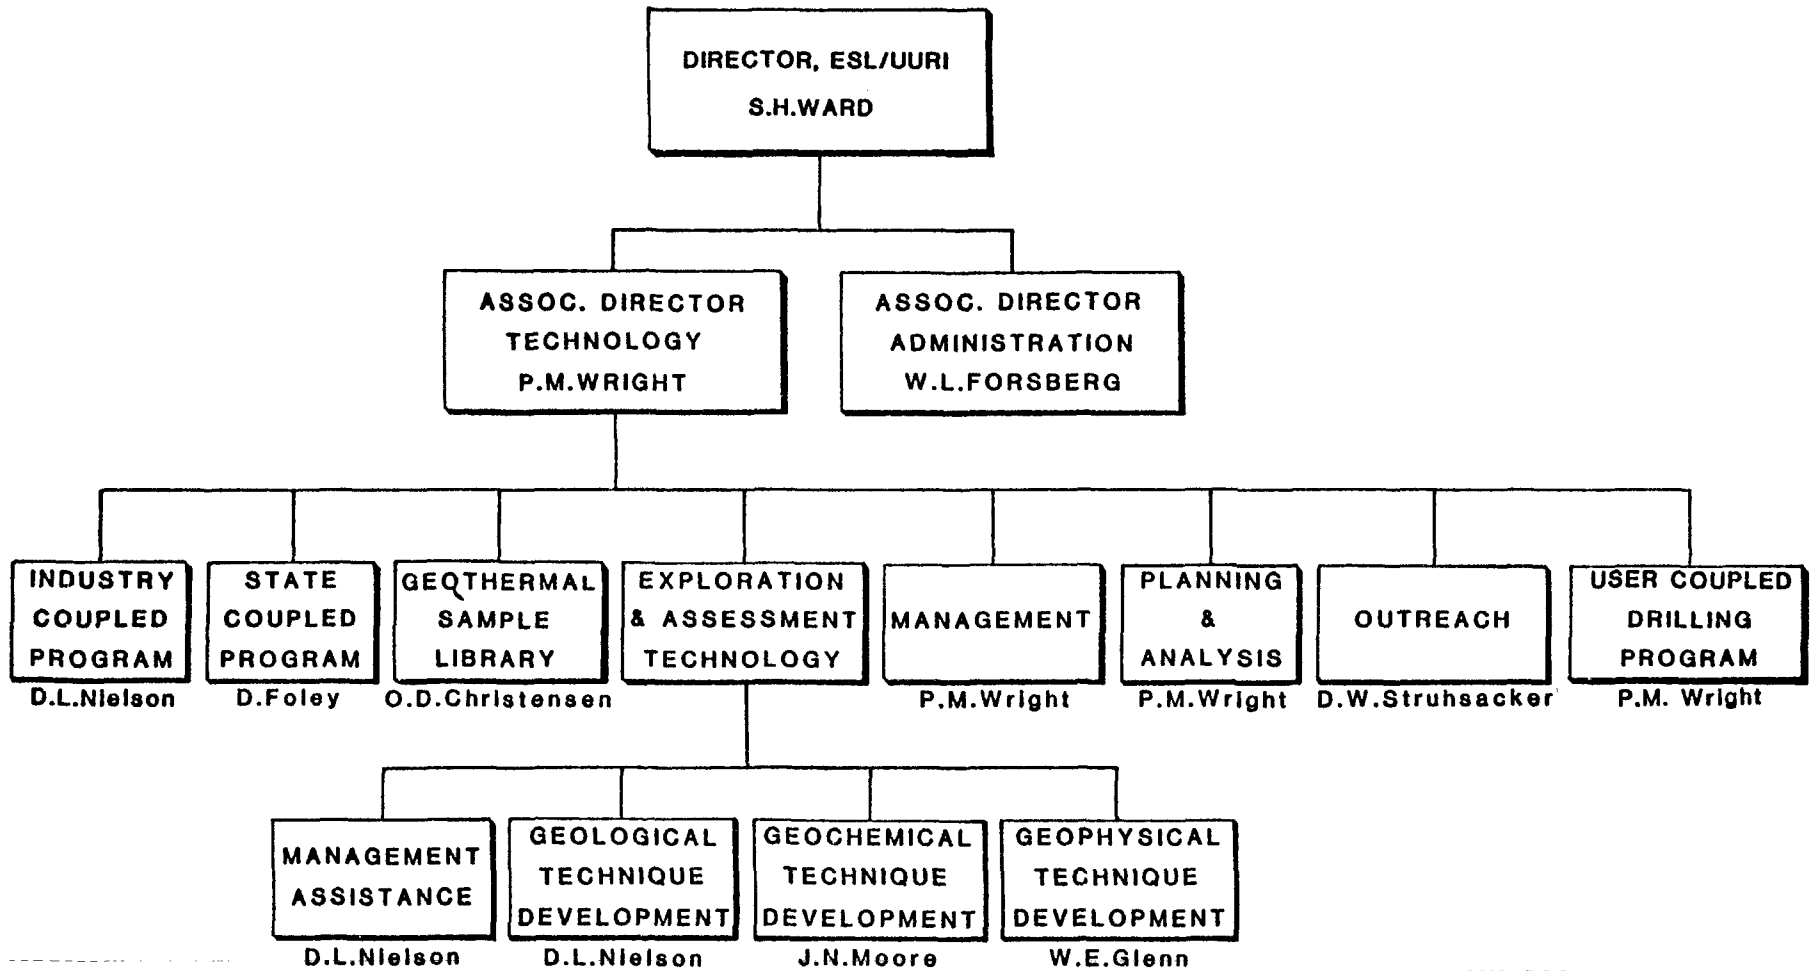 DIRECTOR, ESL/UURI
S.H.WARD
ASSOC. DIRECTOR
TECHNOLOGY
P.M.WRIGHT
ASSOC. DIRECTOR
ADMINISTRATION
W.L.FORSBERG
INDUSTRY
COUPLED
PROGRAM
D.L.Nielson
STATE
COUPLED
PROGRAM
D.Foley
GEOTHERMAL
SAMPLE
LIBRARY
O.D.Christensen
EXPLORATION
& ASSESSMENT
TECHNOLOGY
MANAGEMENT
P.M.Wright
PLANNING
&
ANALYSIS
P.M.Wright
OUTREACH
D.W.Struhsacker
USER COUPLED
DRILLING
PROGRAM
P.M. Wright
MANAGEMENT
ASSISTANCE
D.L.Nielson
GEOLOGICAL
TECHNIQUE
DEVELOPMENT
D.L.Nielson
GEOCHEMICAL
TECHNIQUE
DEVELOPMENT
J.N.Moore
GEOPHYSICAL
TECHNIQUE
DEVELOPMENT
W.E.Glenn